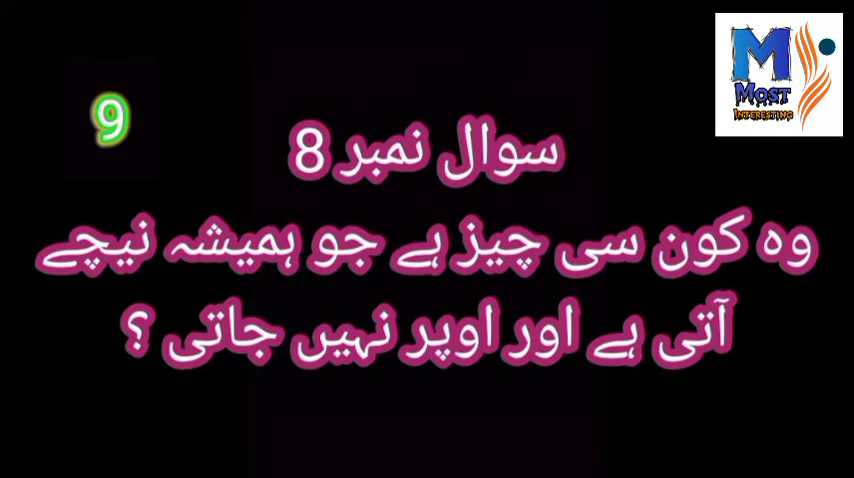 M
MOST
INTERESTING
9
سوال نمبر 8
وہ کون سی چیز ہے جو ہمیشہ نیچے
آتی ہے اور اوپر نہیں جاتی ؟